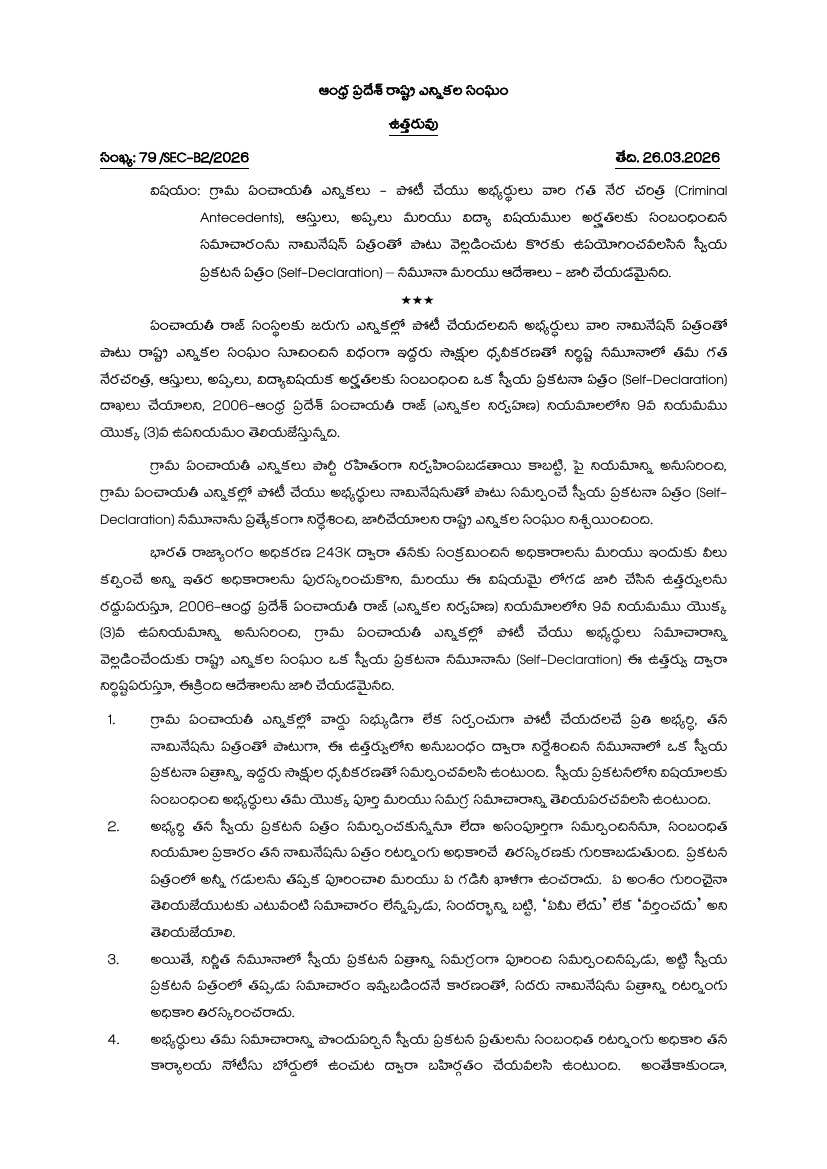 ఆంధ్ర ప్రదేశ్ రాష్ట్ర ఎన్నికల సంఘం
ఉత్తరువు
సంఖ్య: 79 /SEC-B2/2026 తేది. 26.03.2026
విషయం: గ్రామ పంచాయతీ ఎన్నికలు – పోటీ చేయు అభ్యర్థులు వారి గత నేర చరిత్ర (Criminal
Antecedents), ఆస్తులు, అప్పులు మరియు విద్యా విషయముల అర్హతలకు సంబంధించిన
సమాచారంను నామినేషన్ పత్రంతో పాటు వెల్లడించుట కొరకు ఉపయోగించవలసిన స్వీయ
ప్రకటన పత్రం (Self-Declaration) – నమూనా మరియు ఆదేశాలు – జారీ చేయడమైనది.
★★★
పంచాయతీ రాజ్ సంస్థలకు జరుగు ఎన్నికల్లో పోటీ చేయదలచిన అభ్యర్థులు వారి నామినేషన్ పత్రంతో
పాటు రాష్ట్ర ఎన్నికల సంఘం సూచించిన విధంగా ఇద్దరు సాక్షుల ధృవీకరణతో నిర్ధిష్ట నమూనాలో తమ గత
నేరచరిత్ర, ఆస్తులు, అప్పులు, విద్యావిషయక అర్హతలకు సంబంధించి ఒక స్వీయ ప్రకటనా పత్రం (Self-Declaration)
దాఖలు చేయాలని, 2006-ఆంధ్ర ప్రదేశ్ పంచాయతీ రాజ్ (ఎన్నికల నిర్వహణ) నియమాలలోని 9వ నియమము
యొక్క (3)వ ఉపనియమం తెలియజేస్తున్నది.
గ్రామ పంచాయతీ ఎన్నికలు పార్టీ రహితంగా నిర్వహింపబడతాయి కాబట్టి, పై నియమాన్ని అనుసరించి,
గ్రామ పంచాయతీ ఎన్నికల్లో పోటీ చేయు అభ్యర్థులు నామినేషనుతో పాటు సమర్పించే స్వీయ ప్రకటనా పత్రం (Self-
Declaration) నమూనాను ప్రత్యేకంగా నిర్ధేశించి, జారీచేయాలని రాష్ట్ర ఎన్నికల సంఘం నిశ్చయించింది.
భారత రాజ్యాంగం అధికరణ 243K ద్వారా తనకు సంక్రమించిన అధికారాలను మరియు ఇందుకు వీలు
కల్పించే అన్ని ఇతర అధికారాలను పురస్కరించుకొని, మరియు ఈ విషయమై లోగడ జారీ చేసిన ఉత్తర్వులను
రద్దుపరుస్తూ, 2006-ఆంధ్ర ప్రదేశ్ పంచాయతీ రాజ్ (ఎన్నికల నిర్వహణ) నియమాలలోని 9వ నియమము యొక్క
(3)వ ఉపనియమాన్ని అనుసరించి, గ్రామ పంచాయతీ ఎన్నికల్లో పోటీ చేయు అభ్యర్థులు సమాచారాన్ని
వెల్లడించేందుకు రాష్ట్ర ఎన్నికల సంఘం ఒక స్వీయ ప్రకటనా నమూనాను (Self-Declaration) ఈ ఉత్తర్వు ద్వారా
నిర్ధిష్టపరుస్తూ, ఈక్రింది ఆదేశాలను జారీ చేయడమైనది.
1. గ్రామ పంచాయతీ ఎన్నికల్లో వార్డు సభ్యుడిగా లేక సర్పంచుగా పోటీ చేయదలచే ప్రతి అభ్యర్థి, తన
నామినేషను పత్రంతో పాటుగా, ఈ ఉత్తర్వులోని అనుబంధం ద్వారా నిర్దేశించిన నమూనాలో ఒక స్వీయ
ప్రకటనా పత్రాన్ని, ఇద్దరు సాక్షుల ధృవీకరణతో సమర్పించవలసి ఉంటుంది. స్వీయ ప్రకటనలోని విషయాలకు
సంబంధించి అభ్యర్థులు తమ యొక్క పూర్తి మరియు సమగ్ర సమాచారాన్ని తెలియపరచవలసి ఉంటుంది.
2. అభ్యర్థి తన స్వీయ ప్రకటన పత్రం సమర్పించకున్ననూ లేదా అసంపూర్తిగా సమర్పించిననూ, సంబంధిత
నియమాల ప్రకారం తన నామినేషను పత్రం రిటర్నింగు అధికారిచే తిరస్కరణకు గురికాబడుతుంది. ప్రకటన
పత్రంలో అన్ని గడులను తప్పక పూరించాలి మరియు ఏ గడినీ ఖాళీగా ఉంచరాదు. ఏ అంశం గురించైనా
తెలియజేయుటకు ఎటువంటి సమాచారం లేన్నప్పడు, సందర్భాన్ని బట్టి, ‘ఏమీ లేదు’ లేక ‘వర్తించదు’ అని
తెలియజేయాలి.
3. అయితే, నిర్ణీత నమూనాలో స్వీయ ప్రకటన పత్రాన్ని సమగ్రంగా పూరించి సమర్పించినప్పడు, అట్టి స్వీయ
ప్రకటన పత్రంలో తప్పడు సమాచారం ఇవ్వబడిందనే కారణంతో, సదరు నామినేషను పత్రాన్ని రిటర్నింగు
అధికారి తిరస్కరించరాదు.
4. అభ్యర్థులు తమ సమాచారాన్ని పొందుపర్చిన స్వీయ ప్రకటన ప్రతులను సంబంధిత రిటర్నింగు అధికారి తన
కార్యాలయ నోటీసు బోర్డులో ఉంచుట ద్వారా బహిర్గతం చేయవలసి ఉంటుంది. అంతేకాకుండా,